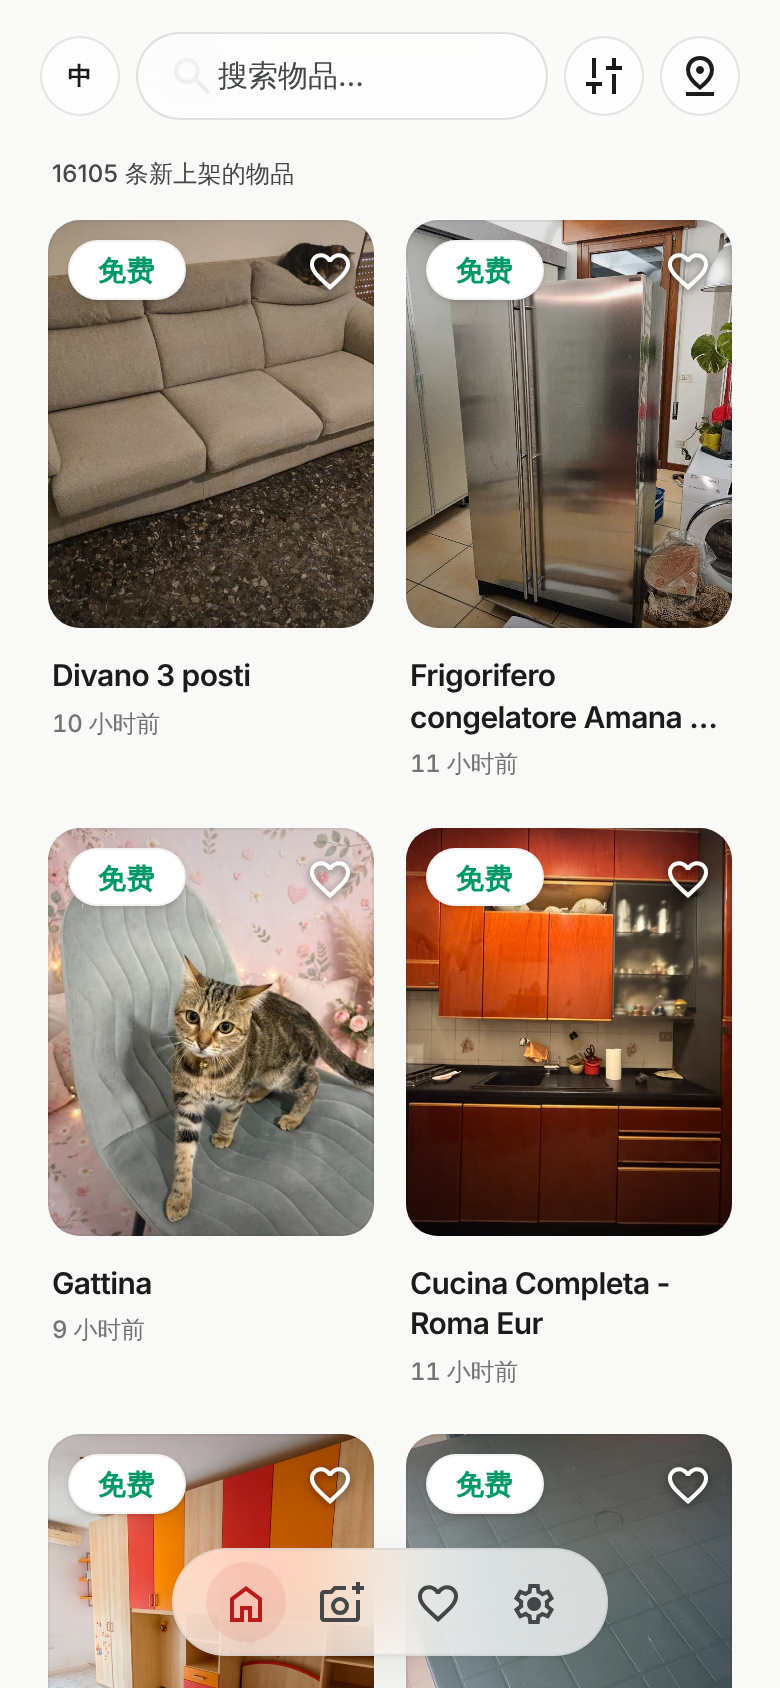 中
搜索物品...
16105 条新上架的物品
免费
免费
Divano 3 posti
10 小时前
Frigorifero
congelatore Amana ...
11 小时前
免费
免费
Gattina
9 小时前
Cucina Completa -
Roma Eur
11 小时前
免费
免费